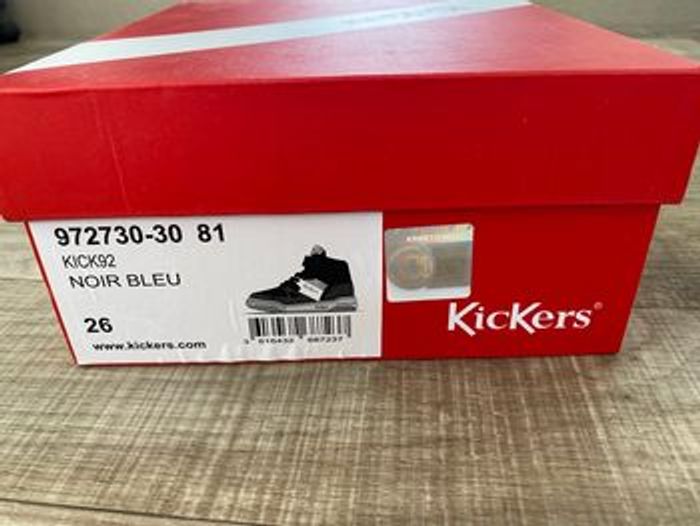 972730-30 81
KICK92
NOIR BLEU
26
www.kickers.com
KicKers®